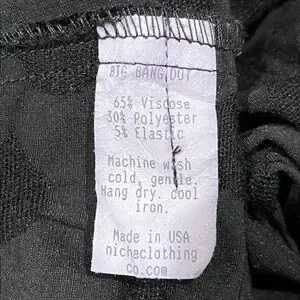 BIG BANG DOT
65% Viscose
30% Polyester
5% Elastic
Machine wash
cold, gentle.
Hang dry. cool
iron.
Made in USA
nicheclothing
co.com